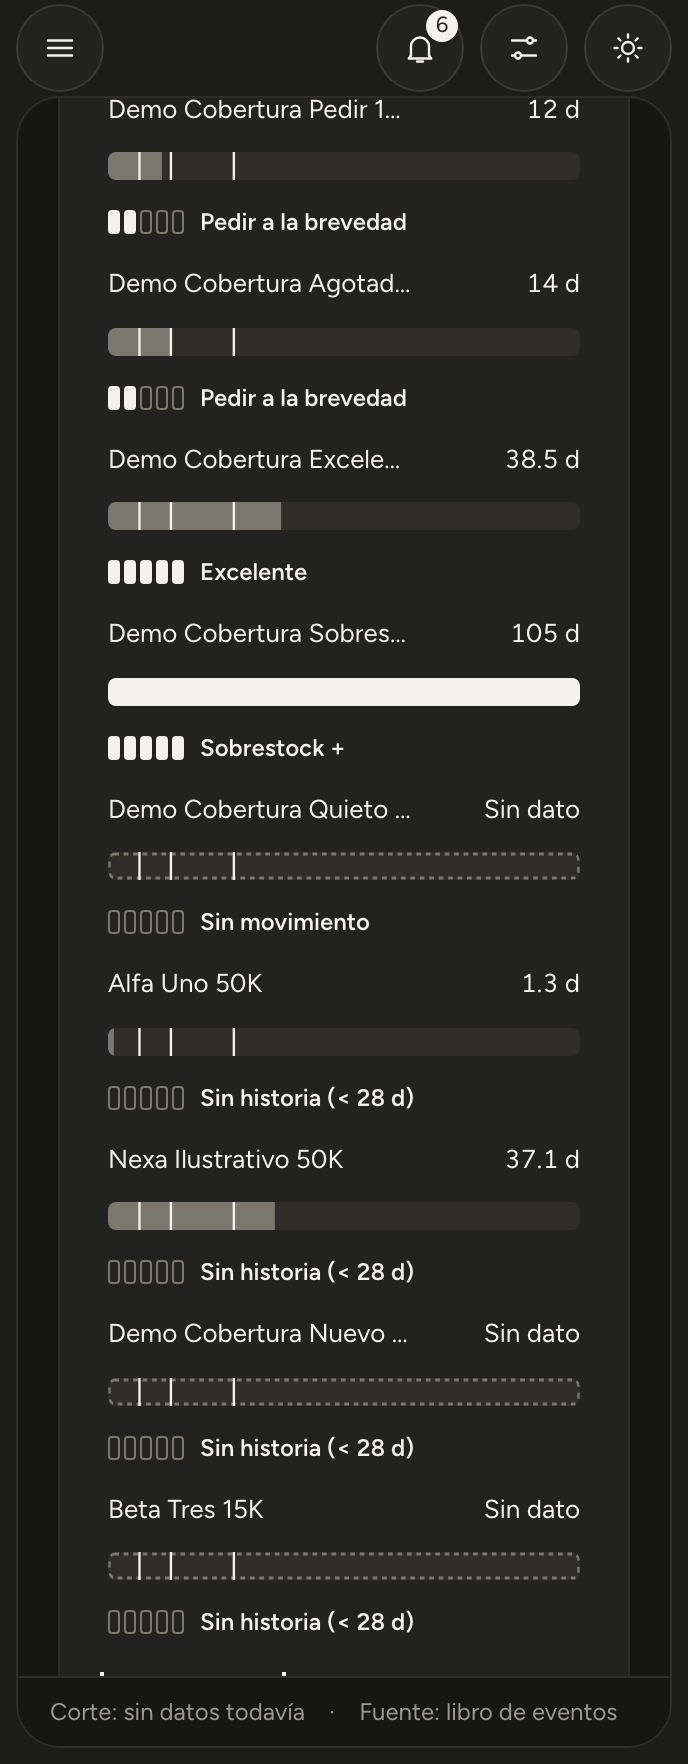 6
Demo Cobertura Pedir 1... 12 d
Pedir a la brevedad
Demo Cobertura Agotad... 14 d
Pedir a la brevedad
Demo Cobertura Excele... 38.5 d
Excelente
Demo Cobertura Sobres... 105 d
Sobrestock +
Demo Cobertura Quieto ... Sin dato
Sin movimiento
Alfa Uno 50K 1.3 d
Sin historia (< 28 d)
Nexa Ilustrativo 50K 37.1 d
Sin historia (< 28 d)
Demo Cobertura Nuevo ... Sin dato
Sin historia (< 28 d)
Beta Tres 15K Sin dato
Sin historia (< 28 d)
Corte: sin datos todavía · Fuente: libro de eventos